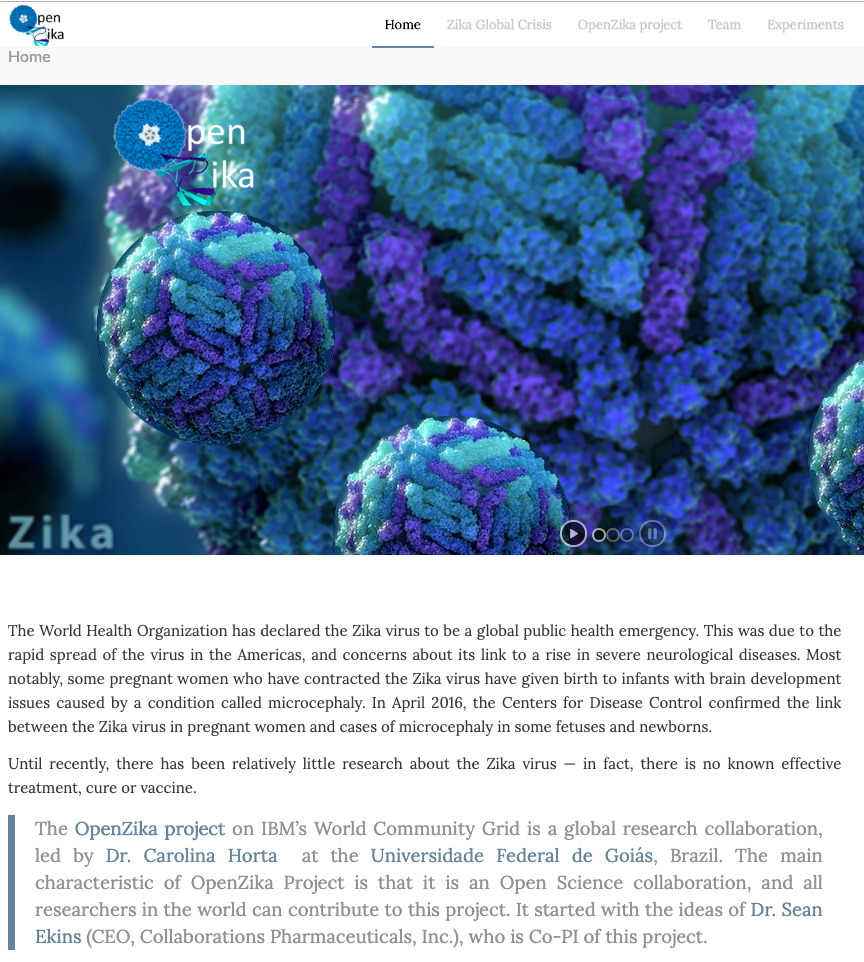 Open
Zika
Home Zika Global Crisis OpenZika project Team Experiments
Home
Open
Zika
Zika
The World Health Organization has declared the Zika virus to be a global public health emergency. This was due to the
rapid spread of the virus in the Americas, and concerns about its link to a rise in severe neurological diseases. Most
notably, some pregnant women who have contracted the Zika virus have given birth to infants with brain development
issues caused by a condition called microcephaly. In April 2016, the Centers for Disease Control confirmed the link
between the Zika virus in pregnant women and cases of microcephaly in some fetuses and newborns.
Until recently, there has been relatively little research about the Zika virus — in fact, there is no known effective
treatment, cure or vaccine.
The OpenZika project on IBM’s World Community Grid is a global research collaboration,
led by Dr. Carolina Horta at the Universidade Federal de Goiás, Brazil. The main
characteristic of OpenZika Project is that it is an Open Science collaboration, and all
researchers in the world can contribute to this project. It started with the ideas of Dr. Sean
Ekins (CEO, Collaborations Pharmaceuticals, Inc.), who is Co-PI of this project.